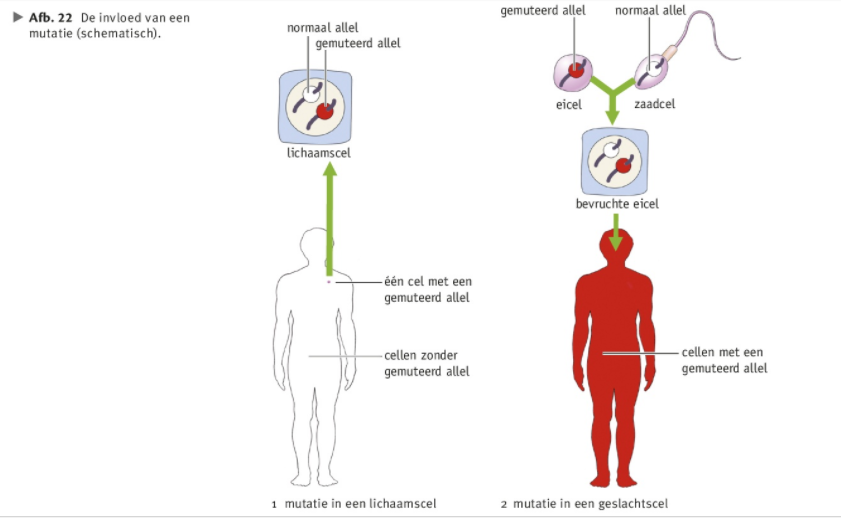 ▶ Afb. 22 De invloed van een
mutatie (schematisch).
normaal allel
gemuteerd allel
lichaamscel
één cel met een
gemuteerd allel
cellen zonder
gemuteerd allel
1 mutatie in een lichaamscel
gemuteerd allel
normaal allel
eicel
zaadcel
bevruchte eicel
cellen met een
gemuteerd allel
2 mutatie in een geslachtscel